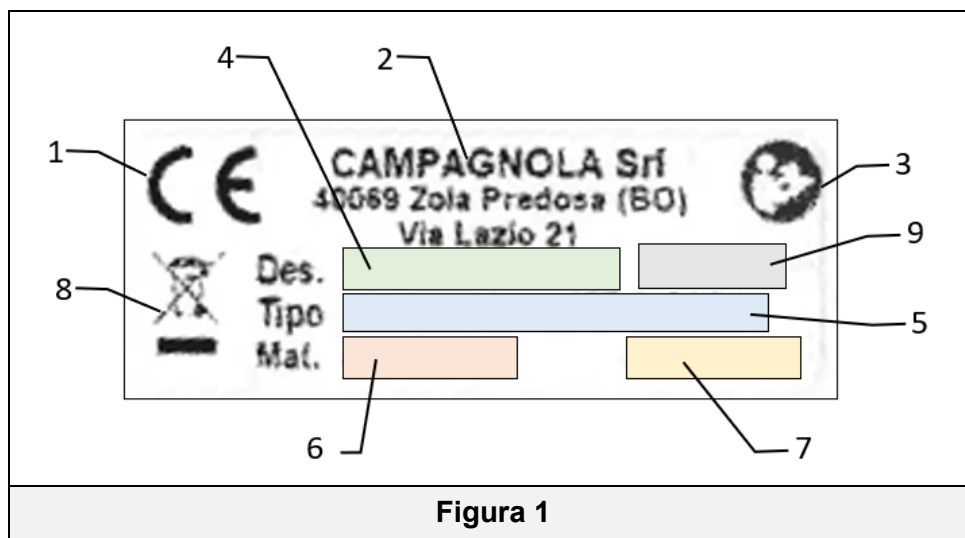 4
2
1
CE
CAMPAGNOLA Srl
40069 Zola Predosa (BO)
Via Lazio 21
3
9
8
Des.
Tipo
5
Mat.
6
7
Figura 1